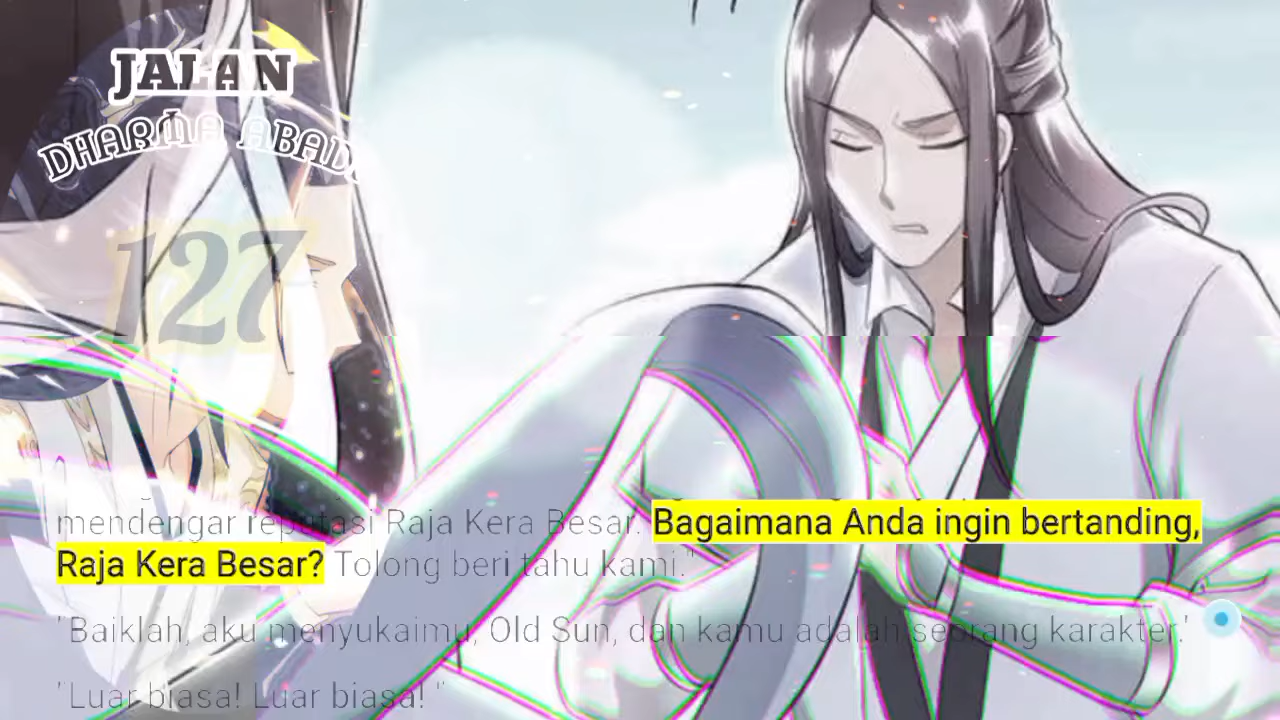 JALAN
DHARMA ABADI
127
mendengar reputasi Raja Kera Besar. Bagaimana Anda ingin bertanding,
Raja Kera Besar? Tolong beri tahu kami."
"Baiklah, aku menyukaimu, Old Sun, dan kamu adalah seorang karakter.'
"Luar biasa! Luar biasa! "